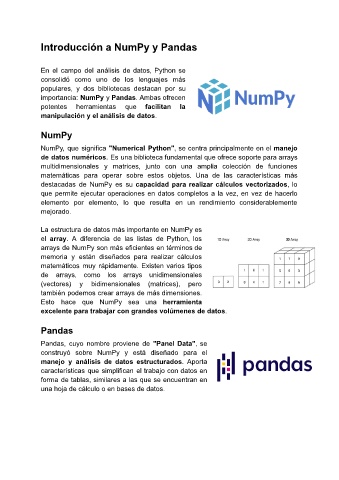 Introducción a NumPy y Pandas
En el campo del análisis de datos, Python se
consolidó como uno de los lenguajes más
populares, y dos bibliotecas destacan por su
importancia: NumPy y Pandas. Ambas ofrecen
potentes herramientas que facilitan la
manipulación y el análisis de datos.
NumPy
NumPy
NumPy, que significa "Numerical Python", se centra principalmente en el manejo
de datos numéricos. Es una biblioteca fundamental que ofrece soporte para arrays
multidimensionales y matrices, junto con una amplia colección de funciones
matemáticas para operar sobre estos objetos. Una de las características más
destacadas de NumPy es su capacidad para realizar cálculos vectorizados, lo
que permite ejecutar operaciones en datos completos a la vez, en vez de hacerlo
elemento por elemento, lo que resulta en un rendimiento considerablemente
mejorado.
La estructura de datos más importante en NumPy es
el array. A diferencia de las listas de Python, los
arrays de NumPy son más eficientes en términos de
memoria y están diseñados para realizar cálculos
matemáticos muy rápidamente. Existen varios tipos
de arrays, como los arrays unidimensionales
(vectores) y bidimensionales (matrices), pero
también podemos crear arrays de más dimensiones.
Esto hace que NumPy sea una herramienta
excelente para trabajar con grandes volúmenes de datos.
1D Array 2D Array 3D Array
Pandas
Pandas, cuyo nombre proviene de "Panel Data", se
construyó sobre NumPy y está diseñado para el
manejo y análisis de datos estructurados. Aporta
características que simplifican el trabajo con datos en
forma de tablas, similares a las que se encuentran en
una hoja de cálculo o en bases de datos.
pandas